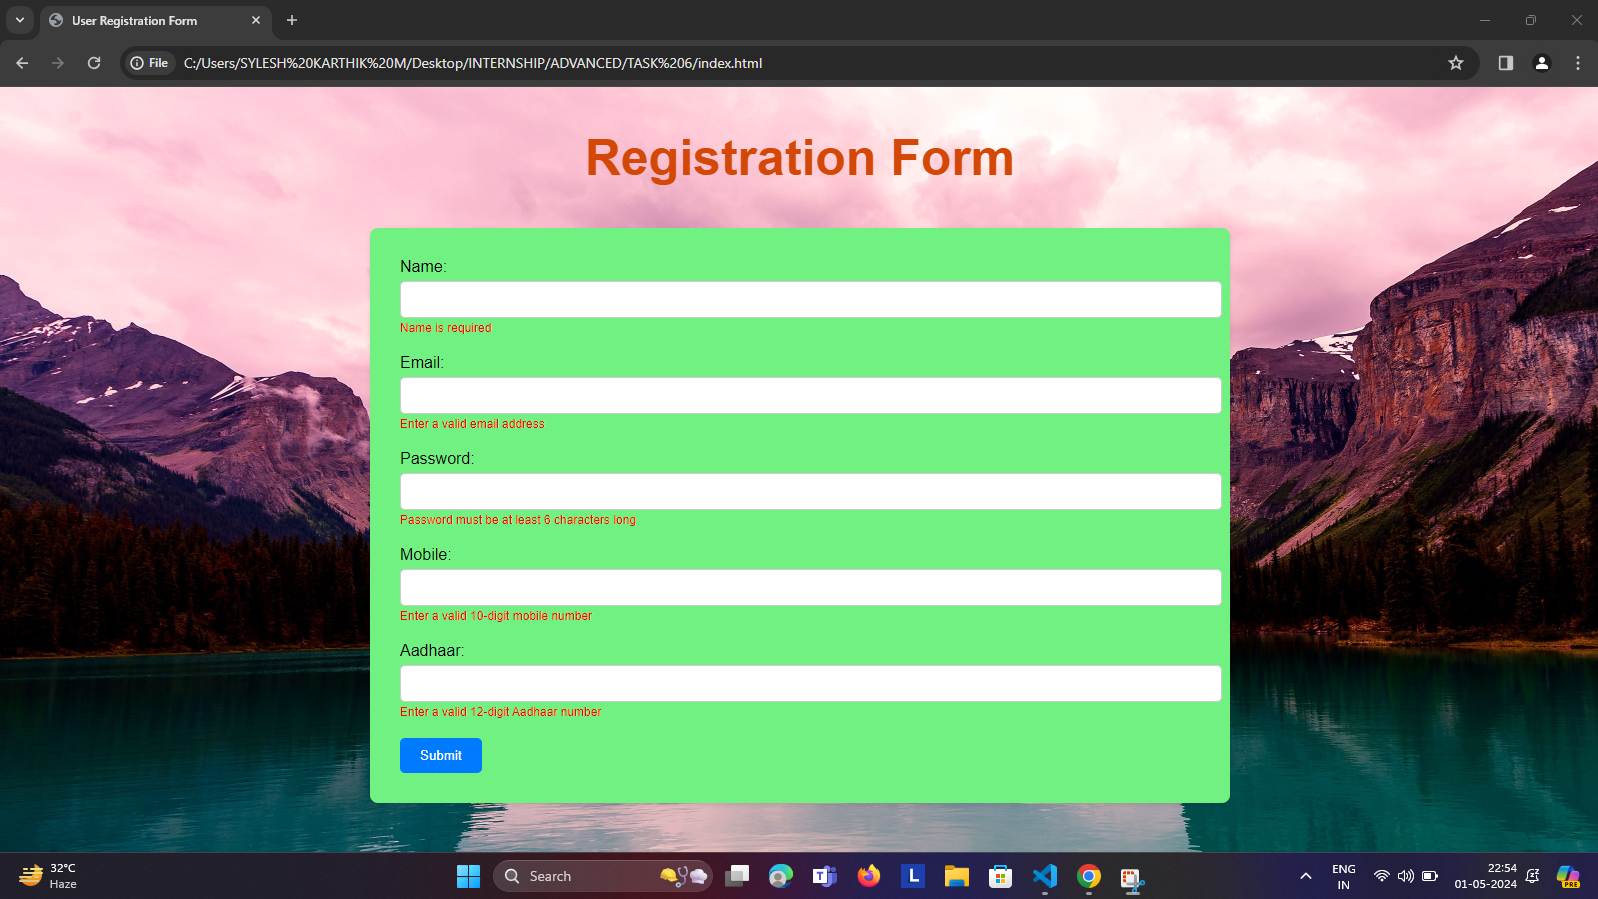 User Registration Form
File C:/Users/SYLESH%20KARTHIK%20M/Desktop/INTERNSHIP/ADVANCED/TASK%206/index.html
Registration Form
Name:
Name is required
Email:
Enter a valid email address
Password:
Password must be at least 6 characters long
Mobile:
Enter a valid 10-digit mobile number
Aadhaar:
Enter a valid 12-digit Aadhaar number
Submit
32°C
Haze
Search
T
L
ENG
IN
22:54
01-05-2024
PRE